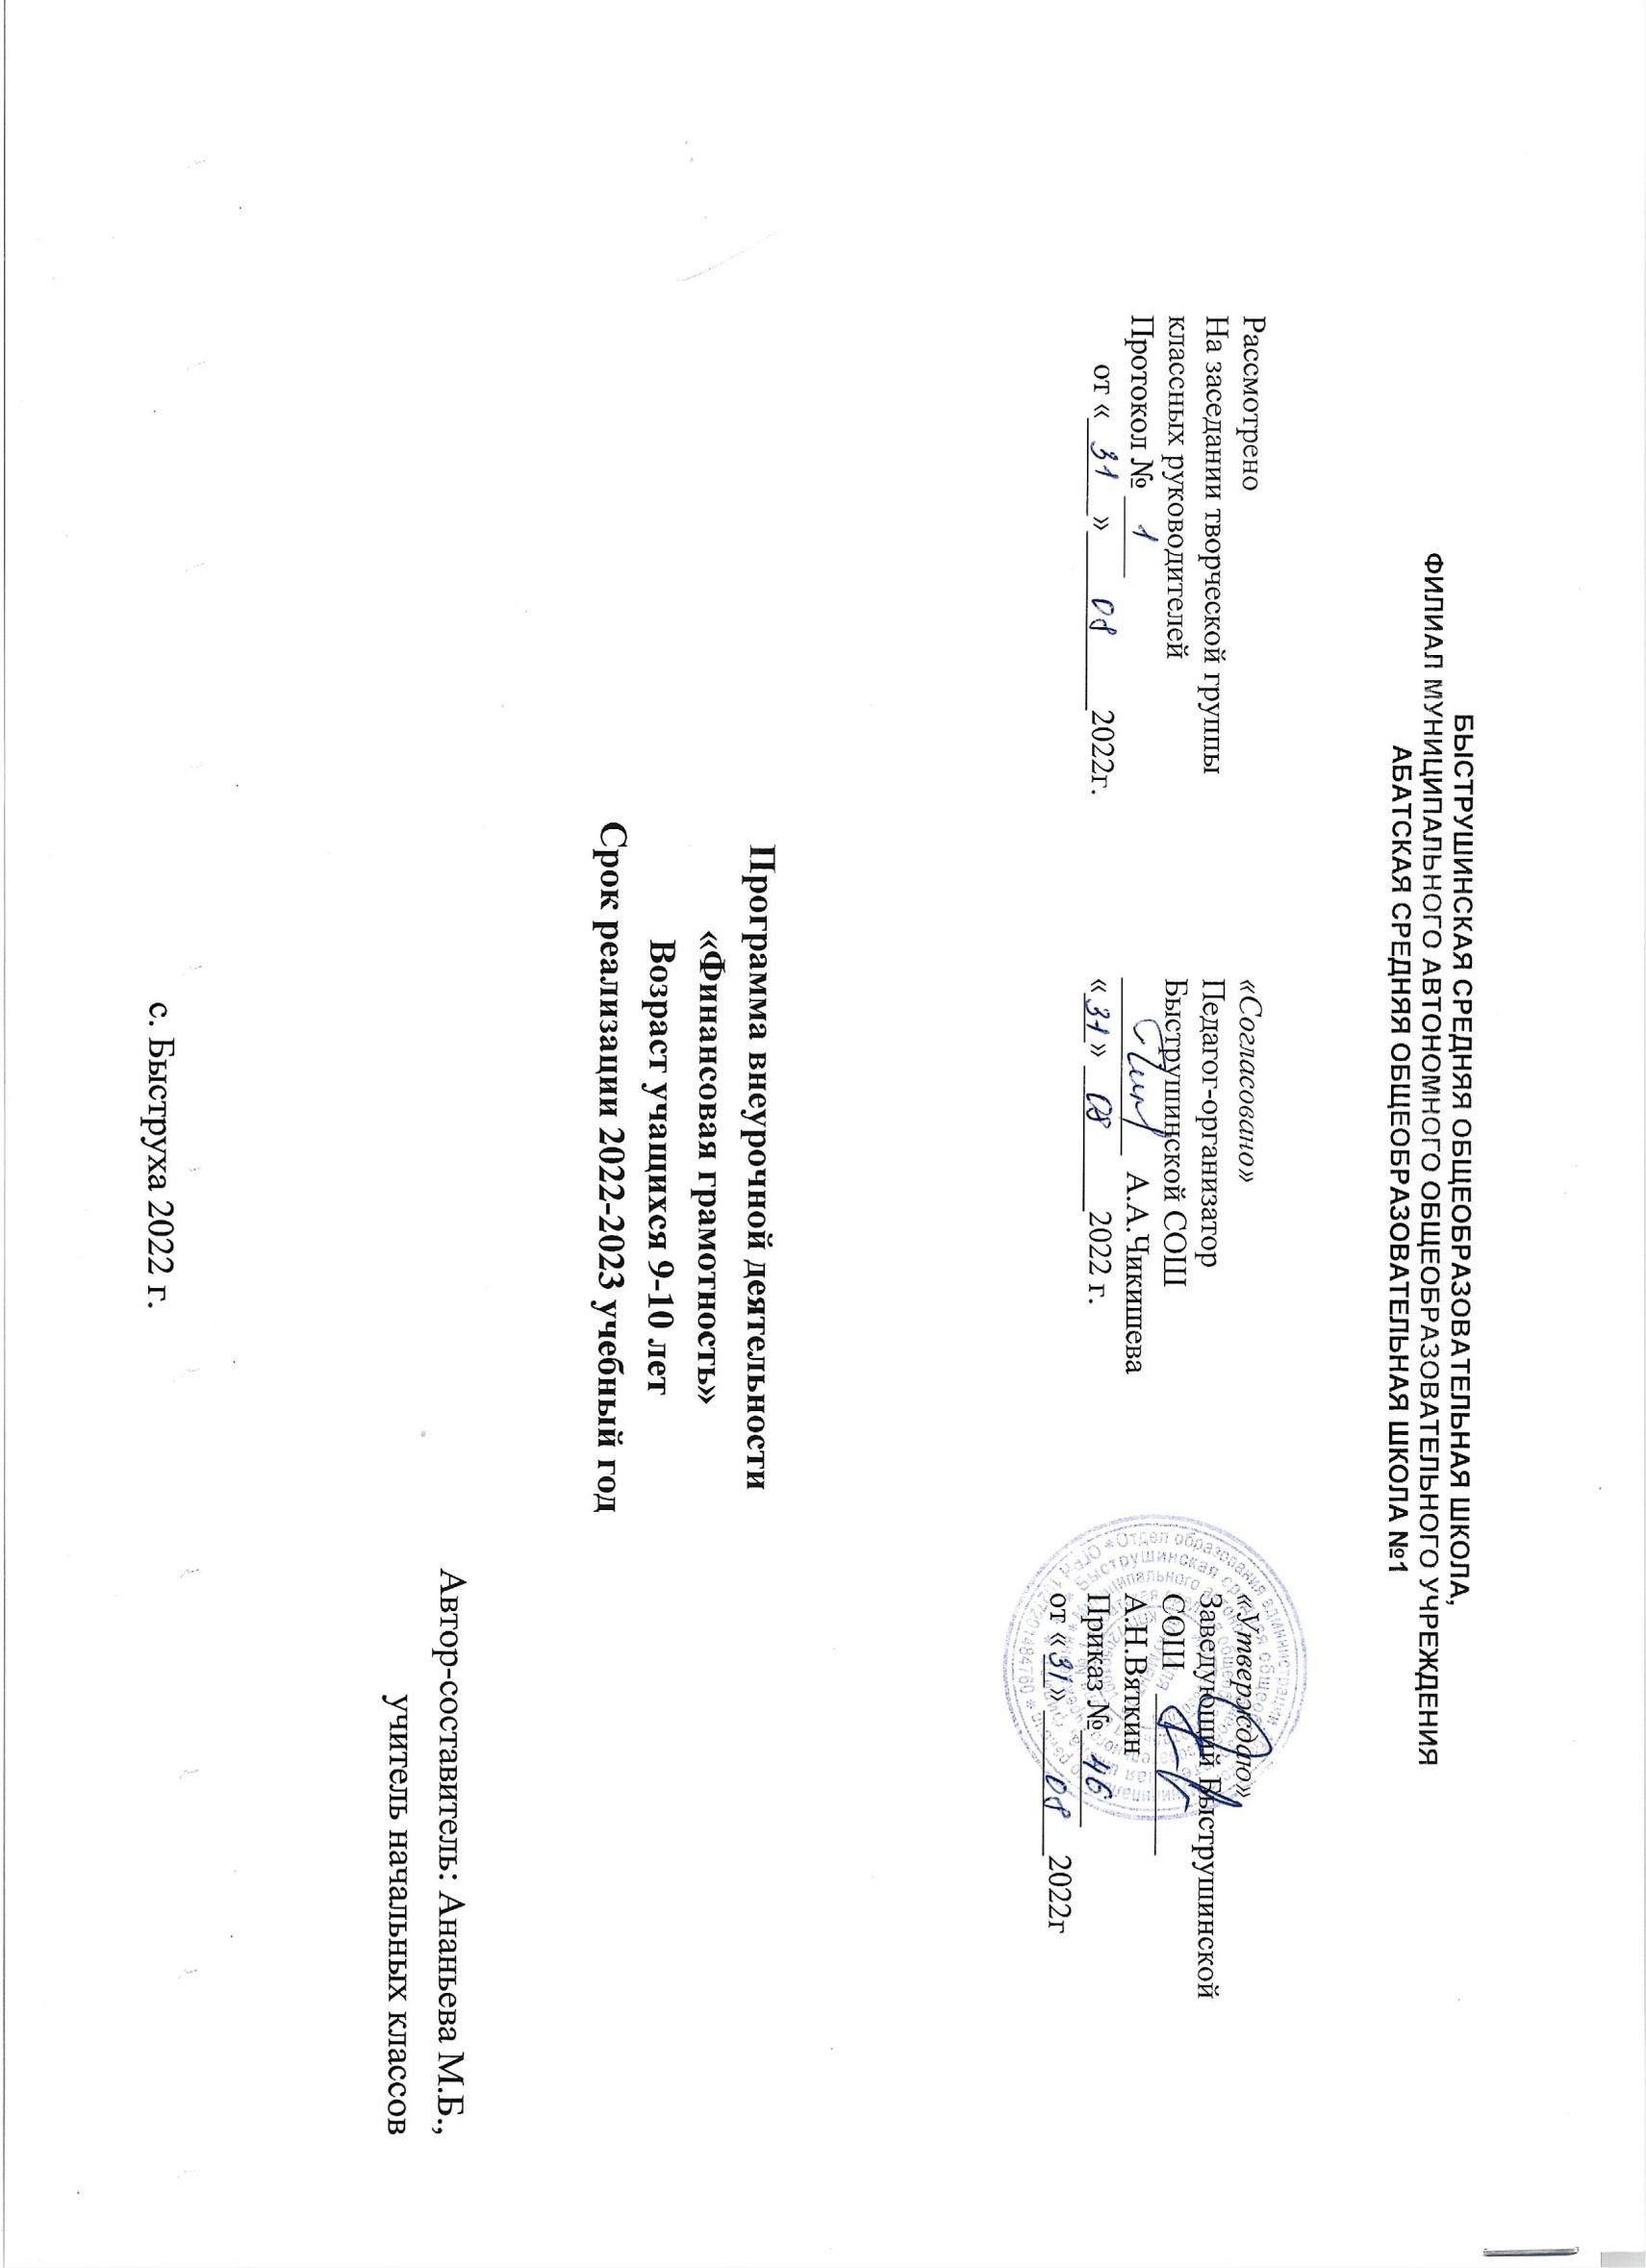 БЫСТРУШИНСКАЯ СРЕДНЯЯ ОБЩЕОБРАЗОВАТЕЛЬНАЯ ШКОЛА,
ФИЛИАЛ МУНИЦИПАЛЬНОГО АВТОНОМНОГО ОБЩЕОБРАЗОВАТЕЛЬНОГО УЧРЕЖДЕНИЯ
АБАТСКАЯ СРЕДНЯЯ ОБЩЕОБРАЗОВАТЕЛЬНАЯ ШКОЛА №1
Рассмотрено
На заседании творческой группы
классных руководителей
Протокол № 1
от « 31 » 08 2022г.
«Согласовано»
Педагог-организатор
Быструшинской СОШ
А.А.Чикишева
«31» 08 2022 г.
«Утверждаю»
Заведующий Быструшинской
СОШ
А.Н.Вяткин
Приказ № 46
от «31» 08 2022г
Программа внеурочной деятельности
«Финансовая грамотность»
Возраст учащихся 9-10 лет
Срок реализации 2022-2023 учебный год
Автор-составитель: Ананьева М.Б.,
учитель начальных классов
с. Быструха 2022 г.